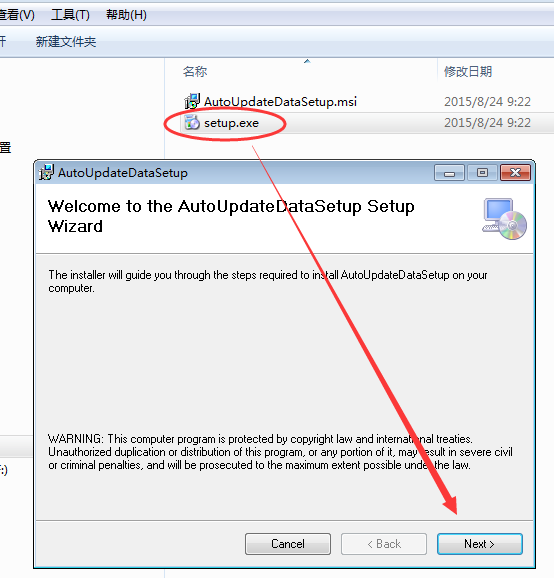 查看(V) 工具(T) 帮助(H)
开 新建文件夹
名称 修改日期
AutoUpdateDataSetup.msi 2015/8/24 9:22
setup.exe 2015/8/24 9:22
置
AutoUpdateDataSetup
Welcome to the AutoUpdateDataSetup Setup
Wizard
The installer will guide you through the steps required to install AutoUpdateDataSetup on your
computer.
WARNING: This computer program is protected by copyright law and international treaties.
Unauthorized duplication or distribution of this program, or any portion of it, may result in severe civil
or criminal penalties, and will be prosecuted to the maximum extent possible under the law.
:)
Cancel < Back Next >